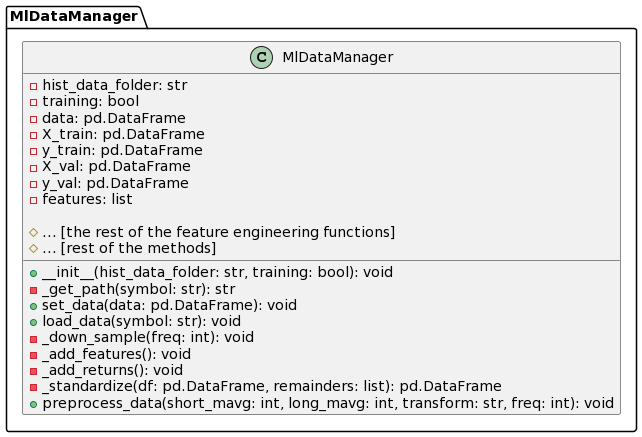 MlDataManager
C MlDataManager
hist_data_folder: str
training: bool
data: pd.DataFrame
X_train: pd.DataFrame
y_train: pd.DataFrame
X_val: pd.DataFrame
y_val: pd.DataFrame
features: list
... [the rest of the feature engineering functions]
... [rest of the methods]
__init__(hist_data_folder: str, training: bool): void
_get_path(symbol: str): str
set_data(data: pd.DataFrame): void
load_data(symbol: str): void
_down_sample(freq: int): void
_add_features(): void
_add_returns(): void
_standardize(df: pd.DataFrame, remainders: list): pd.DataFrame
preprocess_data(short_mavg: int, long_mavg: int, transform: str, freq: int): void